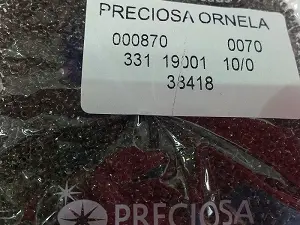 PRECIOSA ORNELA
000870 0070
331 19001 10/0
38418
PRECIOSA